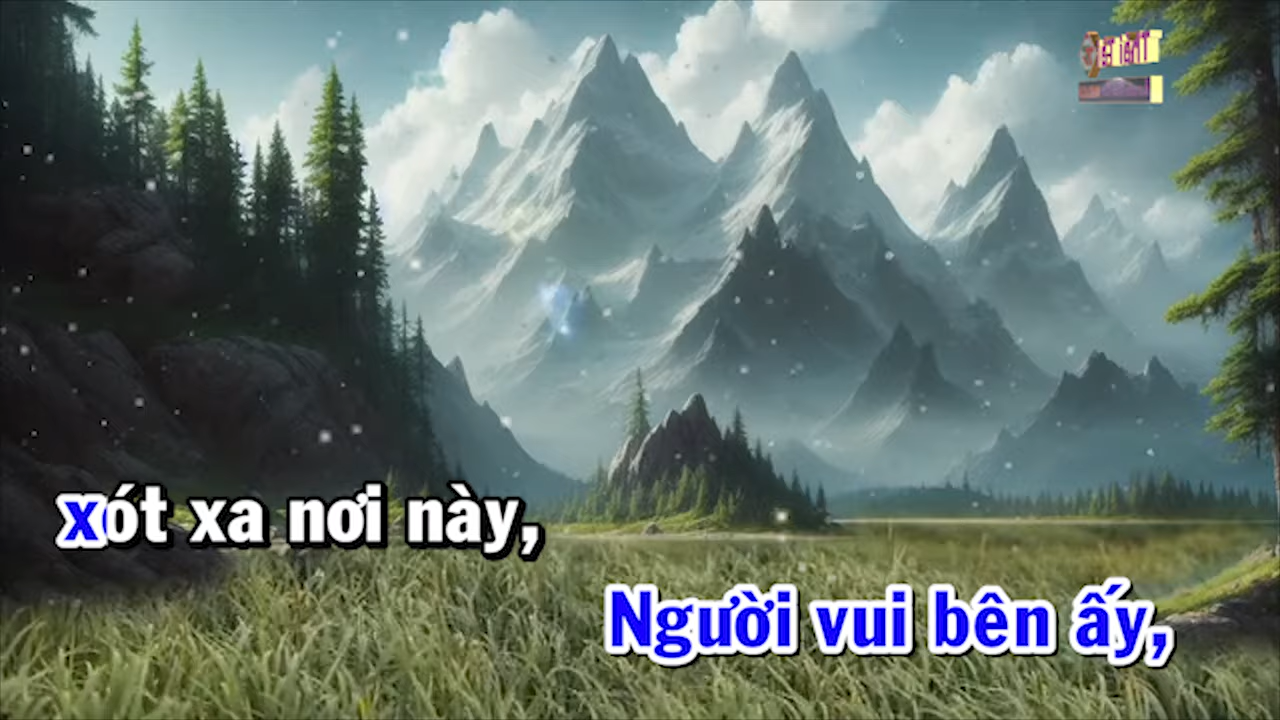 xót xa nơi này,
Người vui bên ấy,